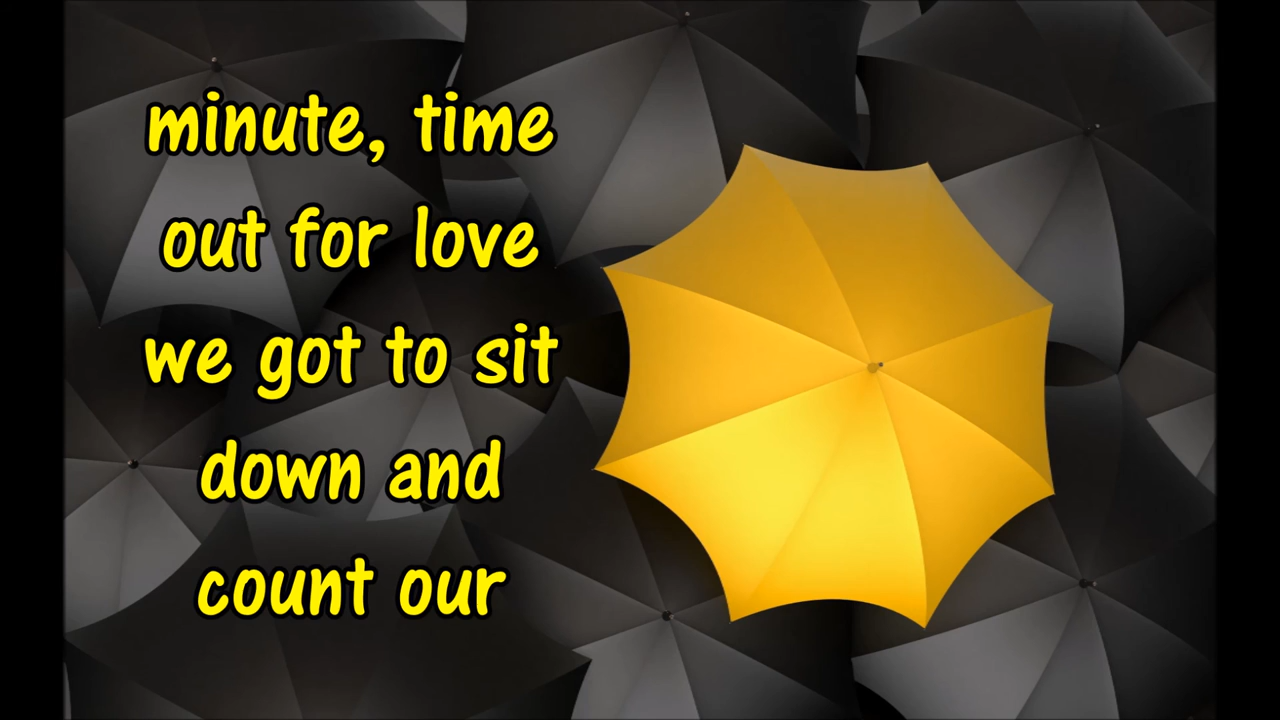 minute, time
out for love
we got to sit
down and
count our